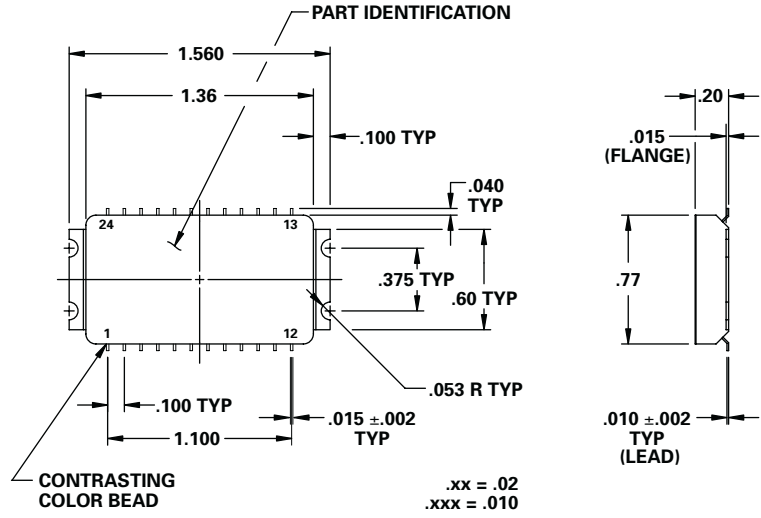 PART IDENTIFICATION
1.560
1.36
.20
.100 TYP
.015
(FLANGE)
.040
TYP
24
13
.375 TYP
.60 TYP
.77
1
12
.053 R TYP
.100 TYP
.015 ±.002
TYP
1.100
.010 ±.002
TYP
(LEAD)
CONTRASTING
COLOR BEAD
.xx = .02
.xxx = .010